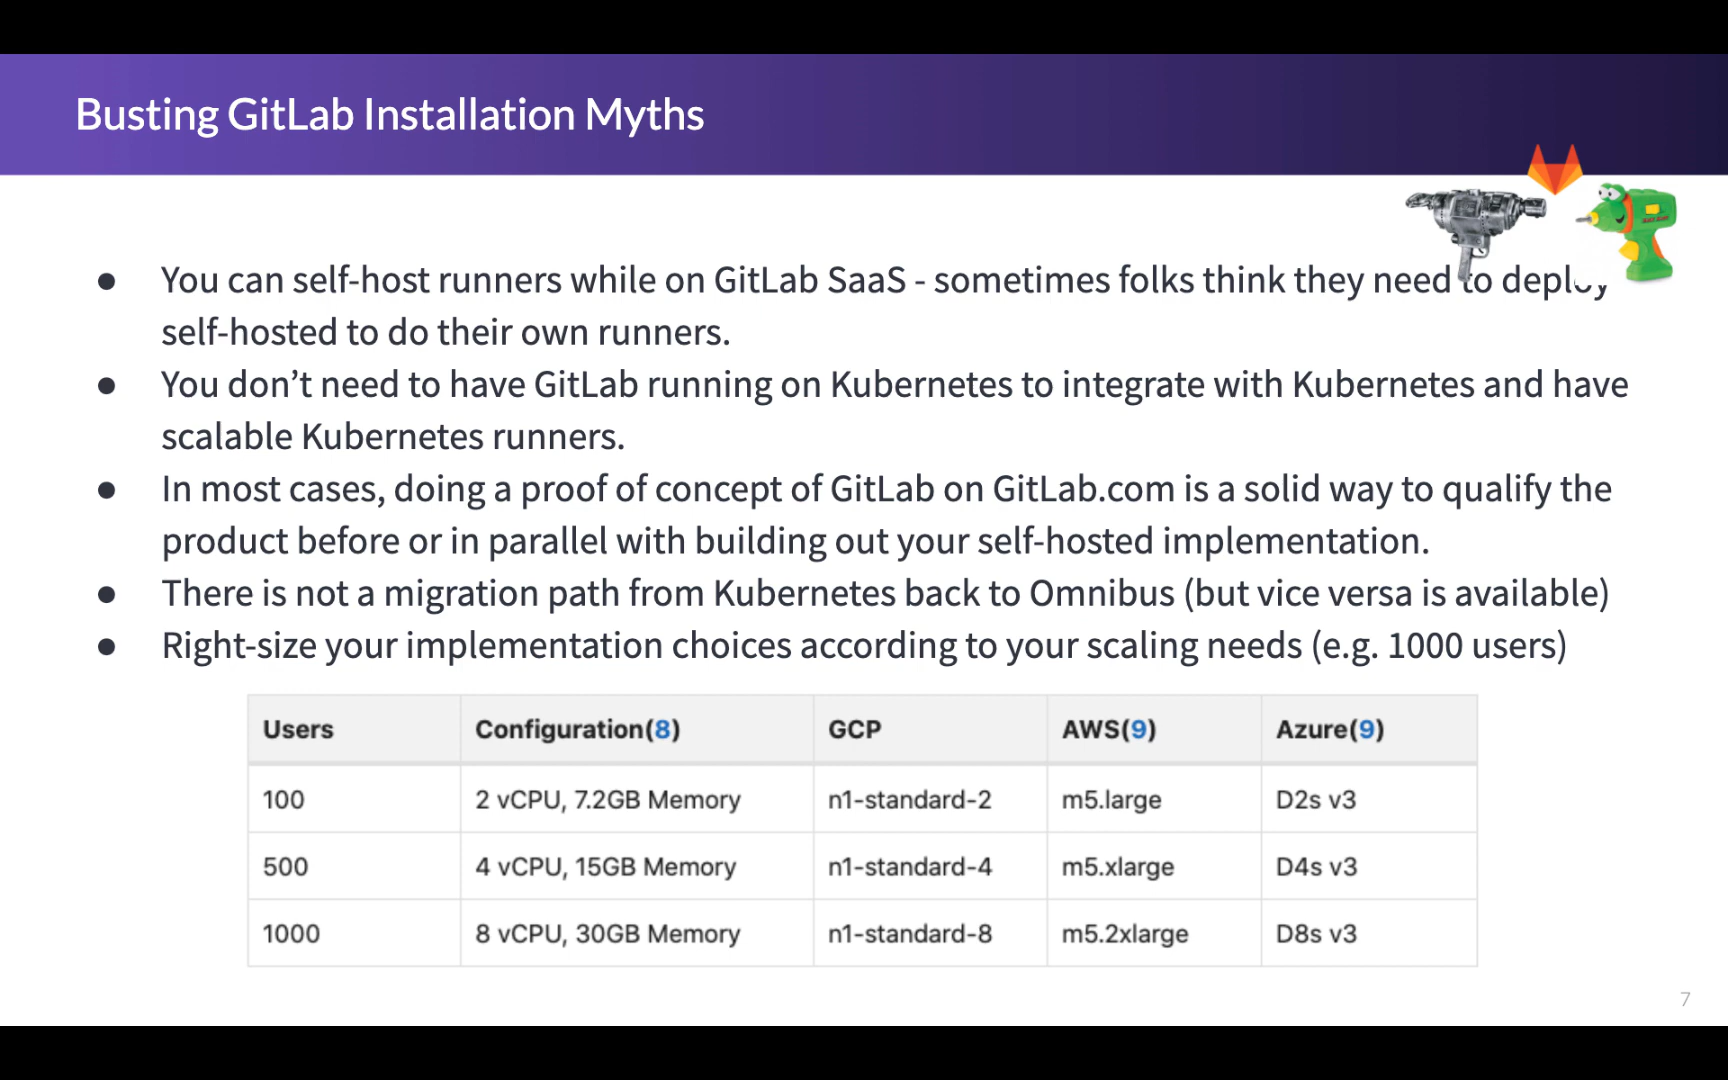 Busting GitLab Installation Myths
● You can self-host runners while on GitLab SaaS - sometimes folks think they need to deploy
self-hosted to do their own runners.
● You don’t need to have GitLab running on Kubernetes to integrate with Kubernetes and have
scalable Kubernetes runners.
● In most cases, doing a proof of concept of GitLab on GitLab.com is a solid way to qualify the
product before or in parallel with building out your self-hosted implementation.
● There is not a migration path from Kubernetes back to Omnibus (but vice versa is available)
● Right-size your implementation choices according to your scaling needs (e.g. 1000 users)
Users Configuration(8) GCP AWS(9) Azure(9)
100 2 vCPU, 7.2GB Memory n1-standard-2 m5.large D2s v3
500 4 vCPU, 15GB Memory n1-standard-4 m5.xlarge D4s v3
1000 8 vCPU, 30GB Memory n1-standard-8 m5.2xlarge D8s v3
7